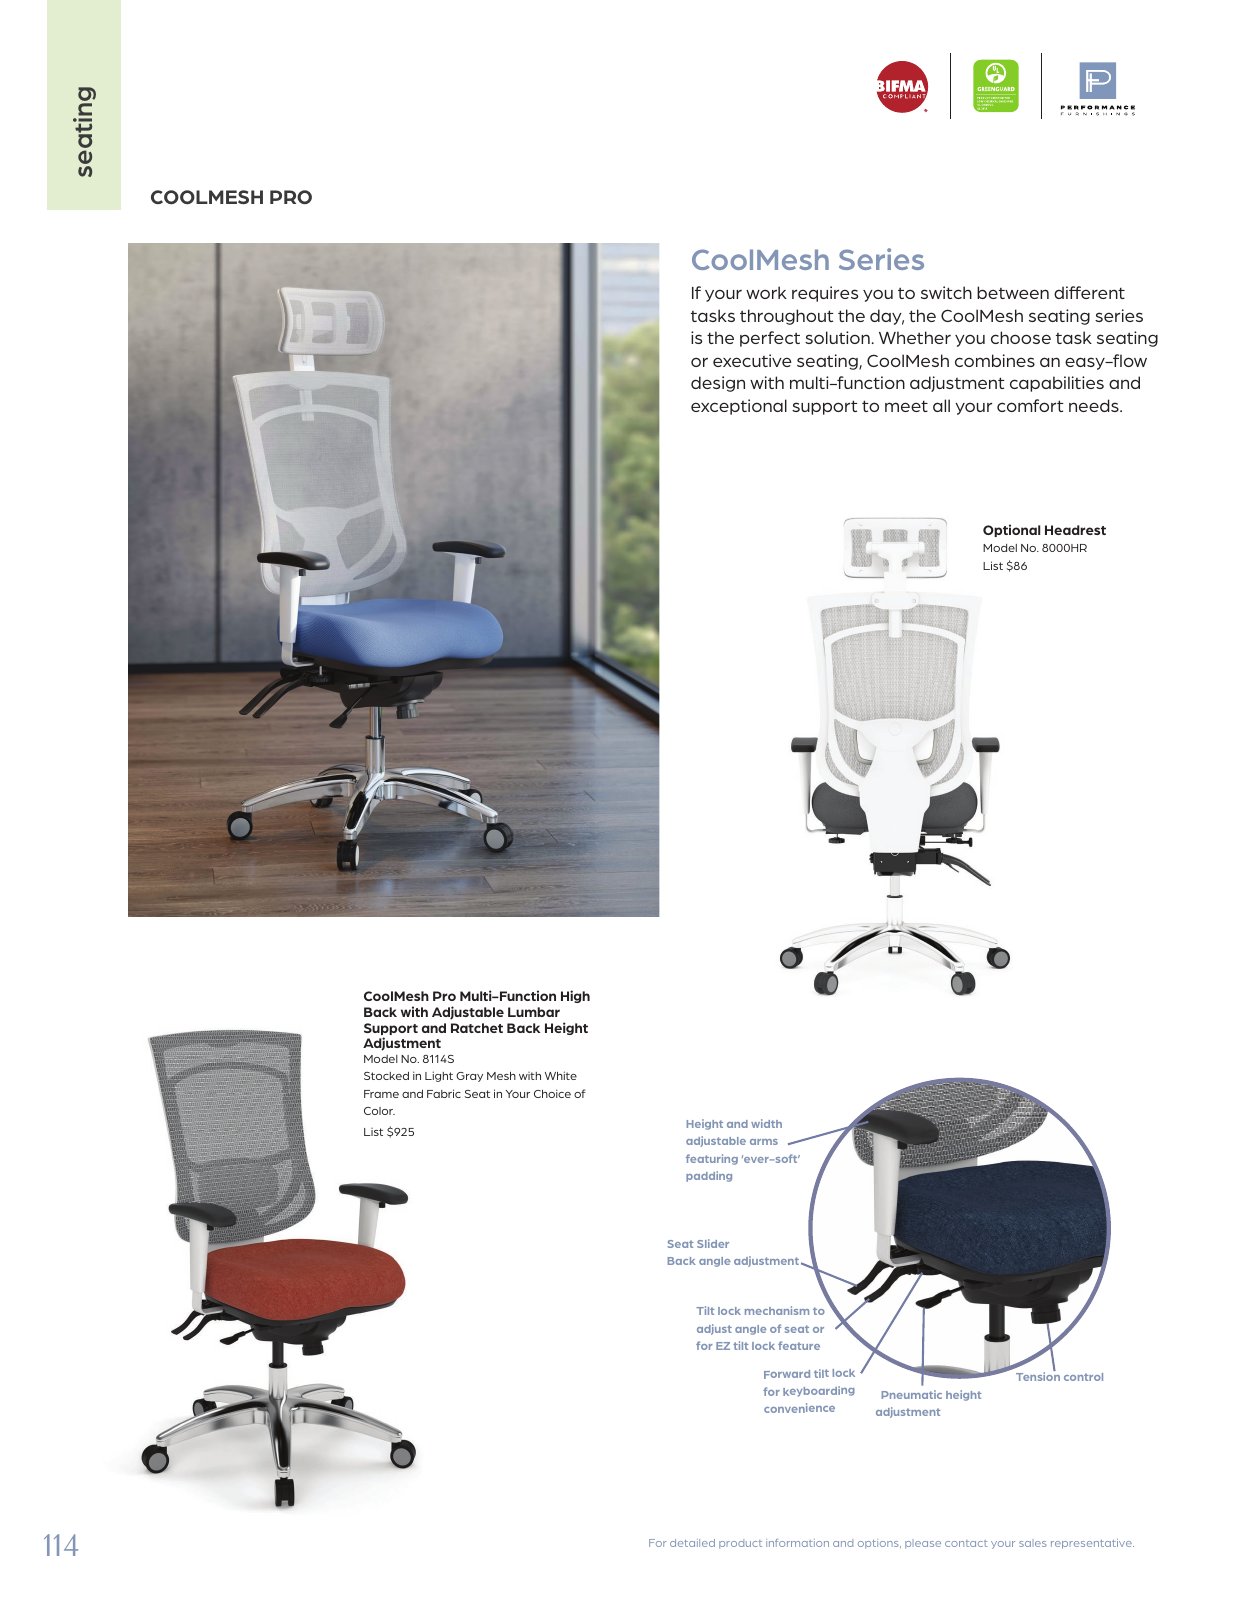 seating
BIFMA
COMPLIANT
GREENGUARD
PERFORMANCE
FURNISHINGS
COOLMESH PRO
CoolMesh Series
If your work requires you to switch between different
tasks throughout the day, the CoolMesh seating series
is the perfect solution. Whether you choose task seating
or executive seating, CoolMesh combines an easy-flow
design with multi-function adjustment capabilities and
exceptional support to meet all your comfort needs.
Optional Headrest
Model No. 8000HR
List $86
CoolMesh Pro Multi-Function High
Back with Adjustable Lumbar
Support and Ratchet Back Height
Adjustment
Model No. 8114S
Stocked in Light Gray Mesh with White
Frame and Fabric Seat in Your Choice of
Color.
List $925
Height and width
adjustable arms
featuring ‘ever-soft’
padding
Seat Slider
Back angle adjustment
Tilt lock mechanism to
adjust angle of seat or
for EZ tilt lock feature
Forward tilt lock
for keyboarding
convenience
Pneumatic height
adjustment
Tension control
114
For detailed product information and options, please contact your sales representative.